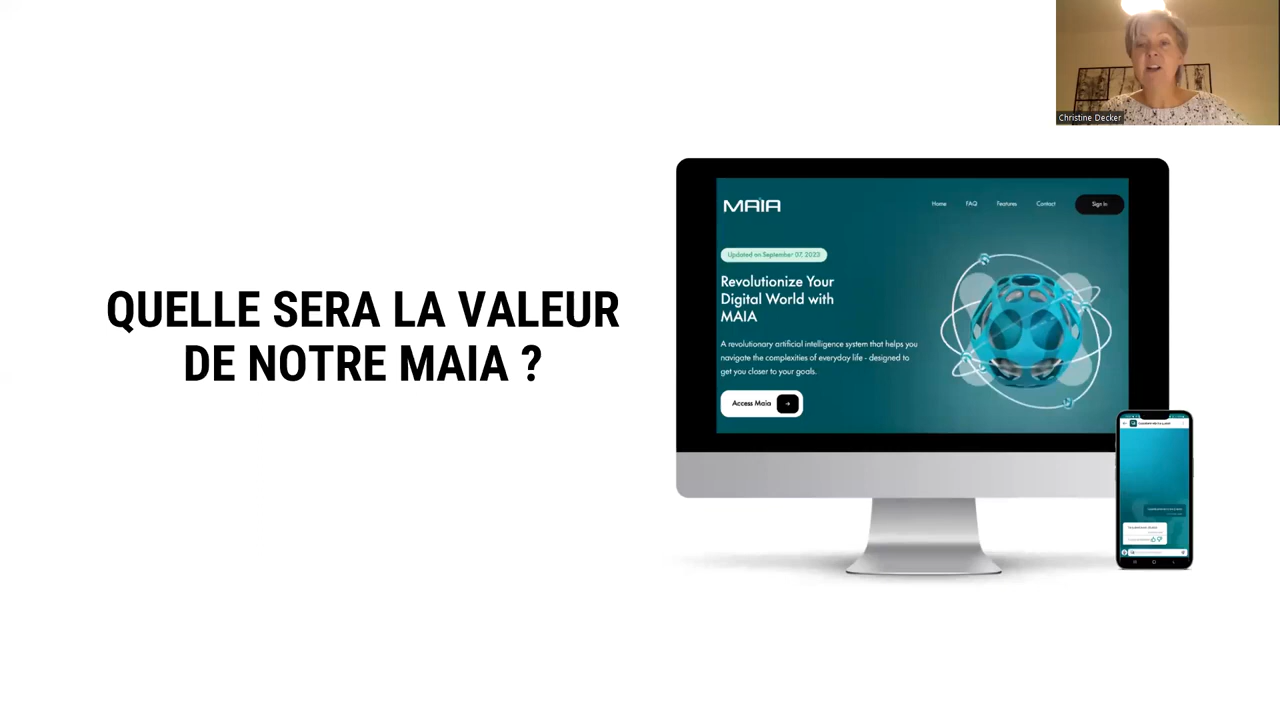 Christine Decker
QUELLE SERA LA VALEUR
DE NOTRE MAIA ?
MAIA
Home
FAQ
Features
Contact
Sign In
Updated on September 07, 2023
Revolutionize Your
Digital World with
MAIA
A revolutionary artificial intelligence system that helps you
navigate the complexities of everyday life - designed to
get you closer to your goals.
Access Maia